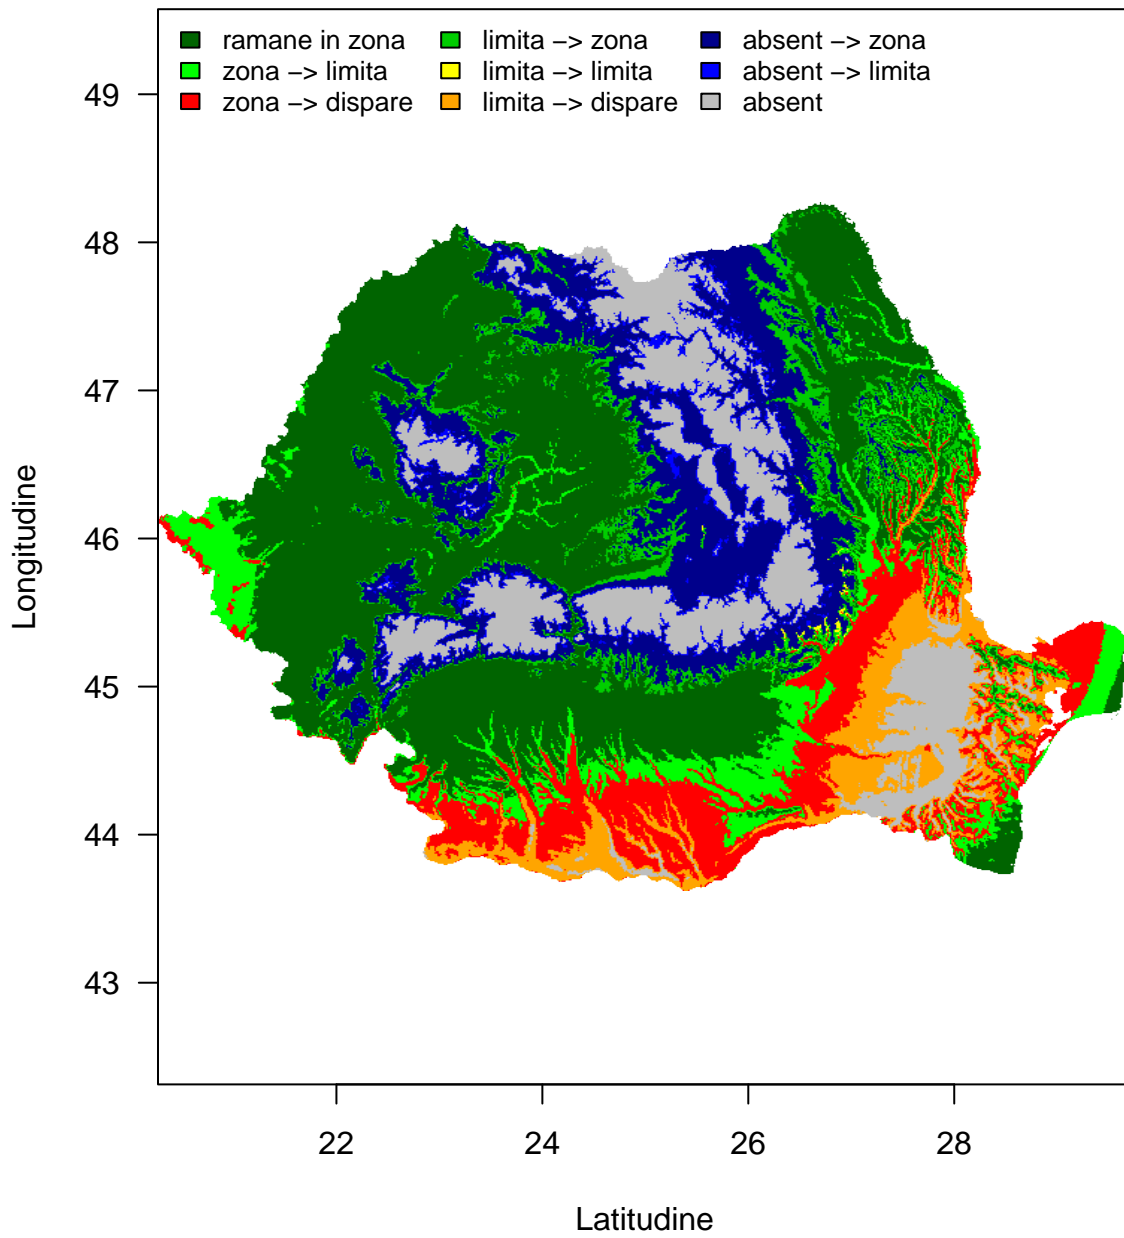 ramane in zona limita −> zona absent −> zona
zona −> limita limita −> limita absent −> limita
zona −> dispare limita −> dispare absent
49
48
47
46
45
44
43
Longitudine
22 24 26 28
Latitudine